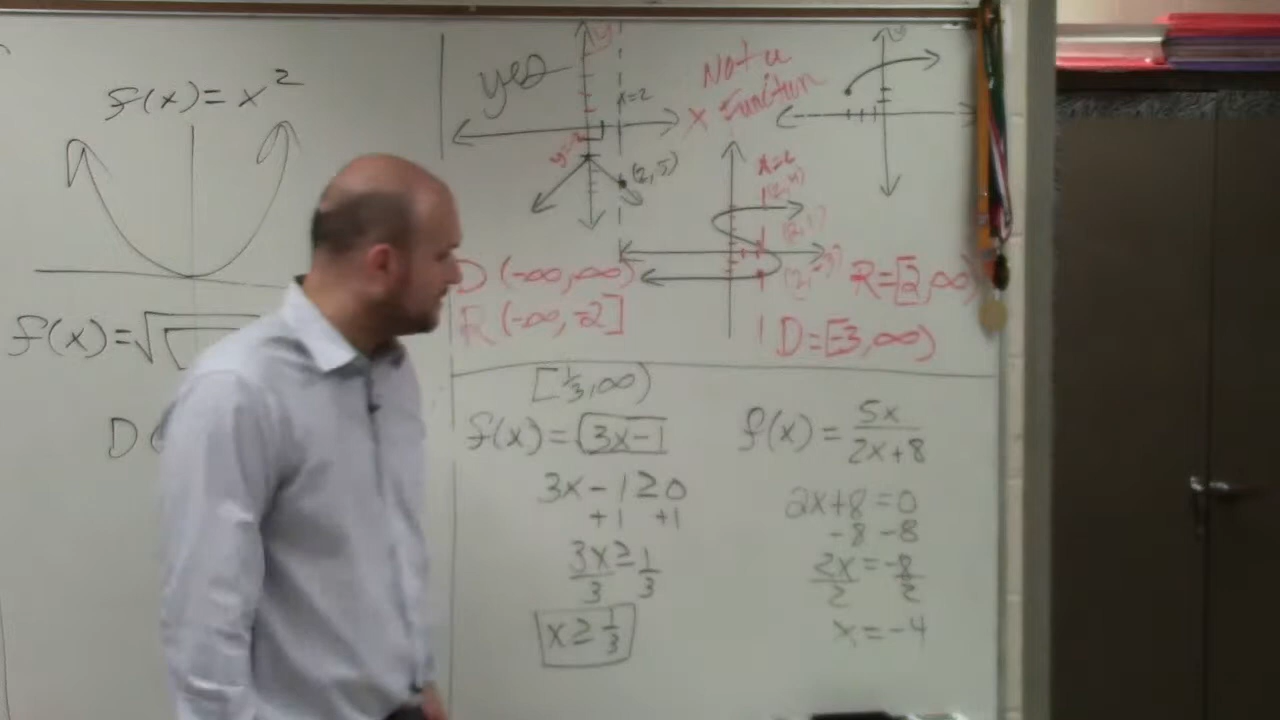 f(x) = x²
f(x) = √
D (
yes
y
x=2
y=-2
(2,-5)
D (-∞,∞)
R (-∞,-2]
Not a
Function
x
x=2
R=[2,∞)
D=[-3,∞)
[⅓,∞)
f(x) = √3x-1
3x - 1 ≥ 0
+1 +1
3x ≥ 1
3 3
x ≥ ⅓
f(x) = 5x
2x+8
2x+8 = 0
-8 -8
2x = -8
2 2
x = -4